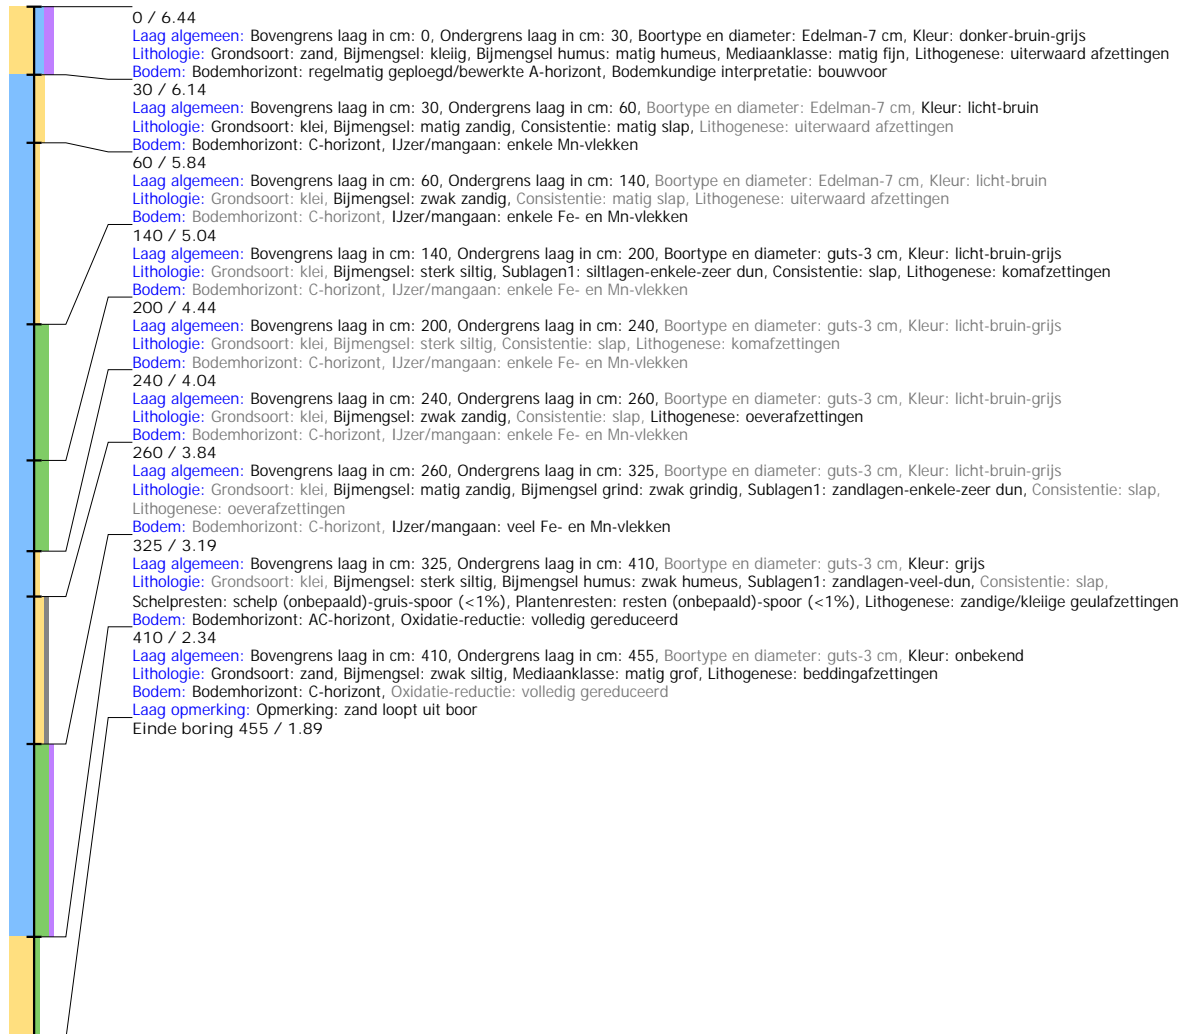 0 / 6.44
Laag algemeen: Bovengrens laag in cm: 0, Ondergrens laag in cm: 30, Boortype en diameter: Edelman-7 cm, Kleur: donker-bruin-grijs
Lithologie: Grondsoort: zand, Bijmengsel: kleiig, Bijmengsel humus: matig humeus, Mediaanklasse: matig fijn, Lithogenese: uiterwaard afzettingen
Bodem: Bodemhorizont: regelmatig geploegd/bewerkte A-horizont, Bodemkundige interpretatie: bouwvoor
30 / 6.14
Laag algemeen: Bovengrens laag in cm: 30, Ondergrens laag in cm: 60, Boortype en diameter: Edelman-7 cm, Kleur: licht-bruin
Lithologie: Grondsoort: klei, Bijmengsel: matig zandig, Consistentie: matig slap, Lithogenese: uiterwaard afzettingen
Bodem: Bodemhorizont: C-horizont, IJzer/mangaan: enkele Mn-vlekken
60 / 5.84
Laag algemeen: Bovengrens laag in cm: 60, Ondergrens laag in cm: 140, Boortype en diameter: Edelman-7 cm, Kleur: licht-bruin
Lithologie: Grondsoort: klei, Bijmengsel: zwak zandig, Consistentie: matig slap, Lithogenese: uiterwaard afzettingen
Bodem: Bodemhorizont: C-horizont, IJzer/mangaan: enkele Fe- en Mn-vlekken
140 / 5.04
Laag algemeen: Bovengrens laag in cm: 140, Ondergrens laag in cm: 200, Boortype en diameter: guts-3 cm, Kleur: licht-bruin-grijs
Lithologie: Grondsoort: klei, Bijmengsel: sterk siltig, Sublagen1: siltlagen-enkele-zeer dun, Consistentie: slap, Lithogenese: komafzettingen
Bodem: Bodemhorizont: C-horizont, IJzer/mangaan: enkele Fe- en Mn-vlekken
200 / 4.44
Laag algemeen: Bovengrens laag in cm: 200, Ondergrens laag in cm: 240, Boortype en diameter: guts-3 cm, Kleur: licht-bruin-grijs
Lithologie: Grondsoort: klei, Bijmengsel: sterk siltig, Consistentie: slap, Lithogenese: komafzettingen
Bodem: Bodemhorizont: C-horizont, IJzer/mangaan: enkele Fe- en Mn-vlekken
240 / 4.04
Laag algemeen: Bovengrens laag in cm: 240, Ondergrens laag in cm: 260, Boortype en diameter: guts-3 cm, Kleur: licht-bruin-grijs
Lithologie: Grondsoort: klei, Bijmengsel: zwak zandig, Consistentie: slap, Lithogenese: oeverafzettingen
Bodem: Bodemhorizont: C-horizont, IJzer/mangaan: enkele Fe- en Mn-vlekken
260 / 3.84
Laag algemeen: Bovengrens laag in cm: 260, Ondergrens laag in cm: 325, Boortype en diameter: guts-3 cm, Kleur: licht-bruin-grijs
Lithologie: Grondsoort: klei, Bijmengsel: matig zandig, Bijmengsel grind: zwak grindig, Sublagen1: zandlagen-enkele-zeer dun, Consistentie: slap,
Lithogenese: oeverafzettingen
Bodem: Bodemhorizont: C-horizont, IJzer/mangaan: veel Fe- en Mn-vlekken
325 / 3.19
Laag algemeen: Bovengrens laag in cm: 325, Ondergrens laag in cm: 410, Boortype en diameter: guts-3 cm, Kleur: grijs
Lithologie: Grondsoort: klei, Bijmengsel: sterk siltig, Bijmengsel humus: zwak humeus, Sublagen1: zandlagen-veel-dun, Consistentie: slap,
Schelpresten: schelp (onbepaald)-gruis-spoor (<1%), Plantenresten: resten (onbepaald)-spoor (<1%), Lithogenese: zandige/kleiige geulafzettingen
Bodem: Bodemhorizont: AC-horizont, Oxidatie-reductie: volledig gereduceerd
410 / 2.34
Laag algemeen: Bovengrens laag in cm: 410, Ondergrens laag in cm: 455, Boortype en diameter: guts-3 cm, Kleur: onbekend
Lithologie: Grondsoort: zand, Bijmengsel: zwak siltig, Mediaanklasse: matig grof, Lithogenese: beddingafzettingen
Bodem: Bodemhorizont: C-horizont, Oxidatie-reductie: volledig gereduceerd
Laag opmerking: Opmerking: zand loopt uit boor
Einde boring 455 / 1.89